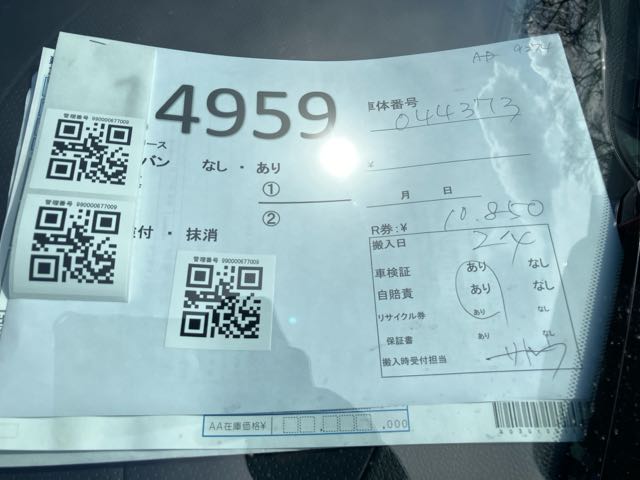 管理番号 990000677009
管理番号 990000677009
管理番号 990000677009
4959
車体番号
044373
ース
バン なし・あり
①
②
¥
月 日
付・抹消
R券:¥ 10.850
搬入日 24
車検証 あり なし
自賠責 あり なし
リサイクル券 あり なし
保証書 あり なし
搬入時受付担当
AA在庫価格¥ .000